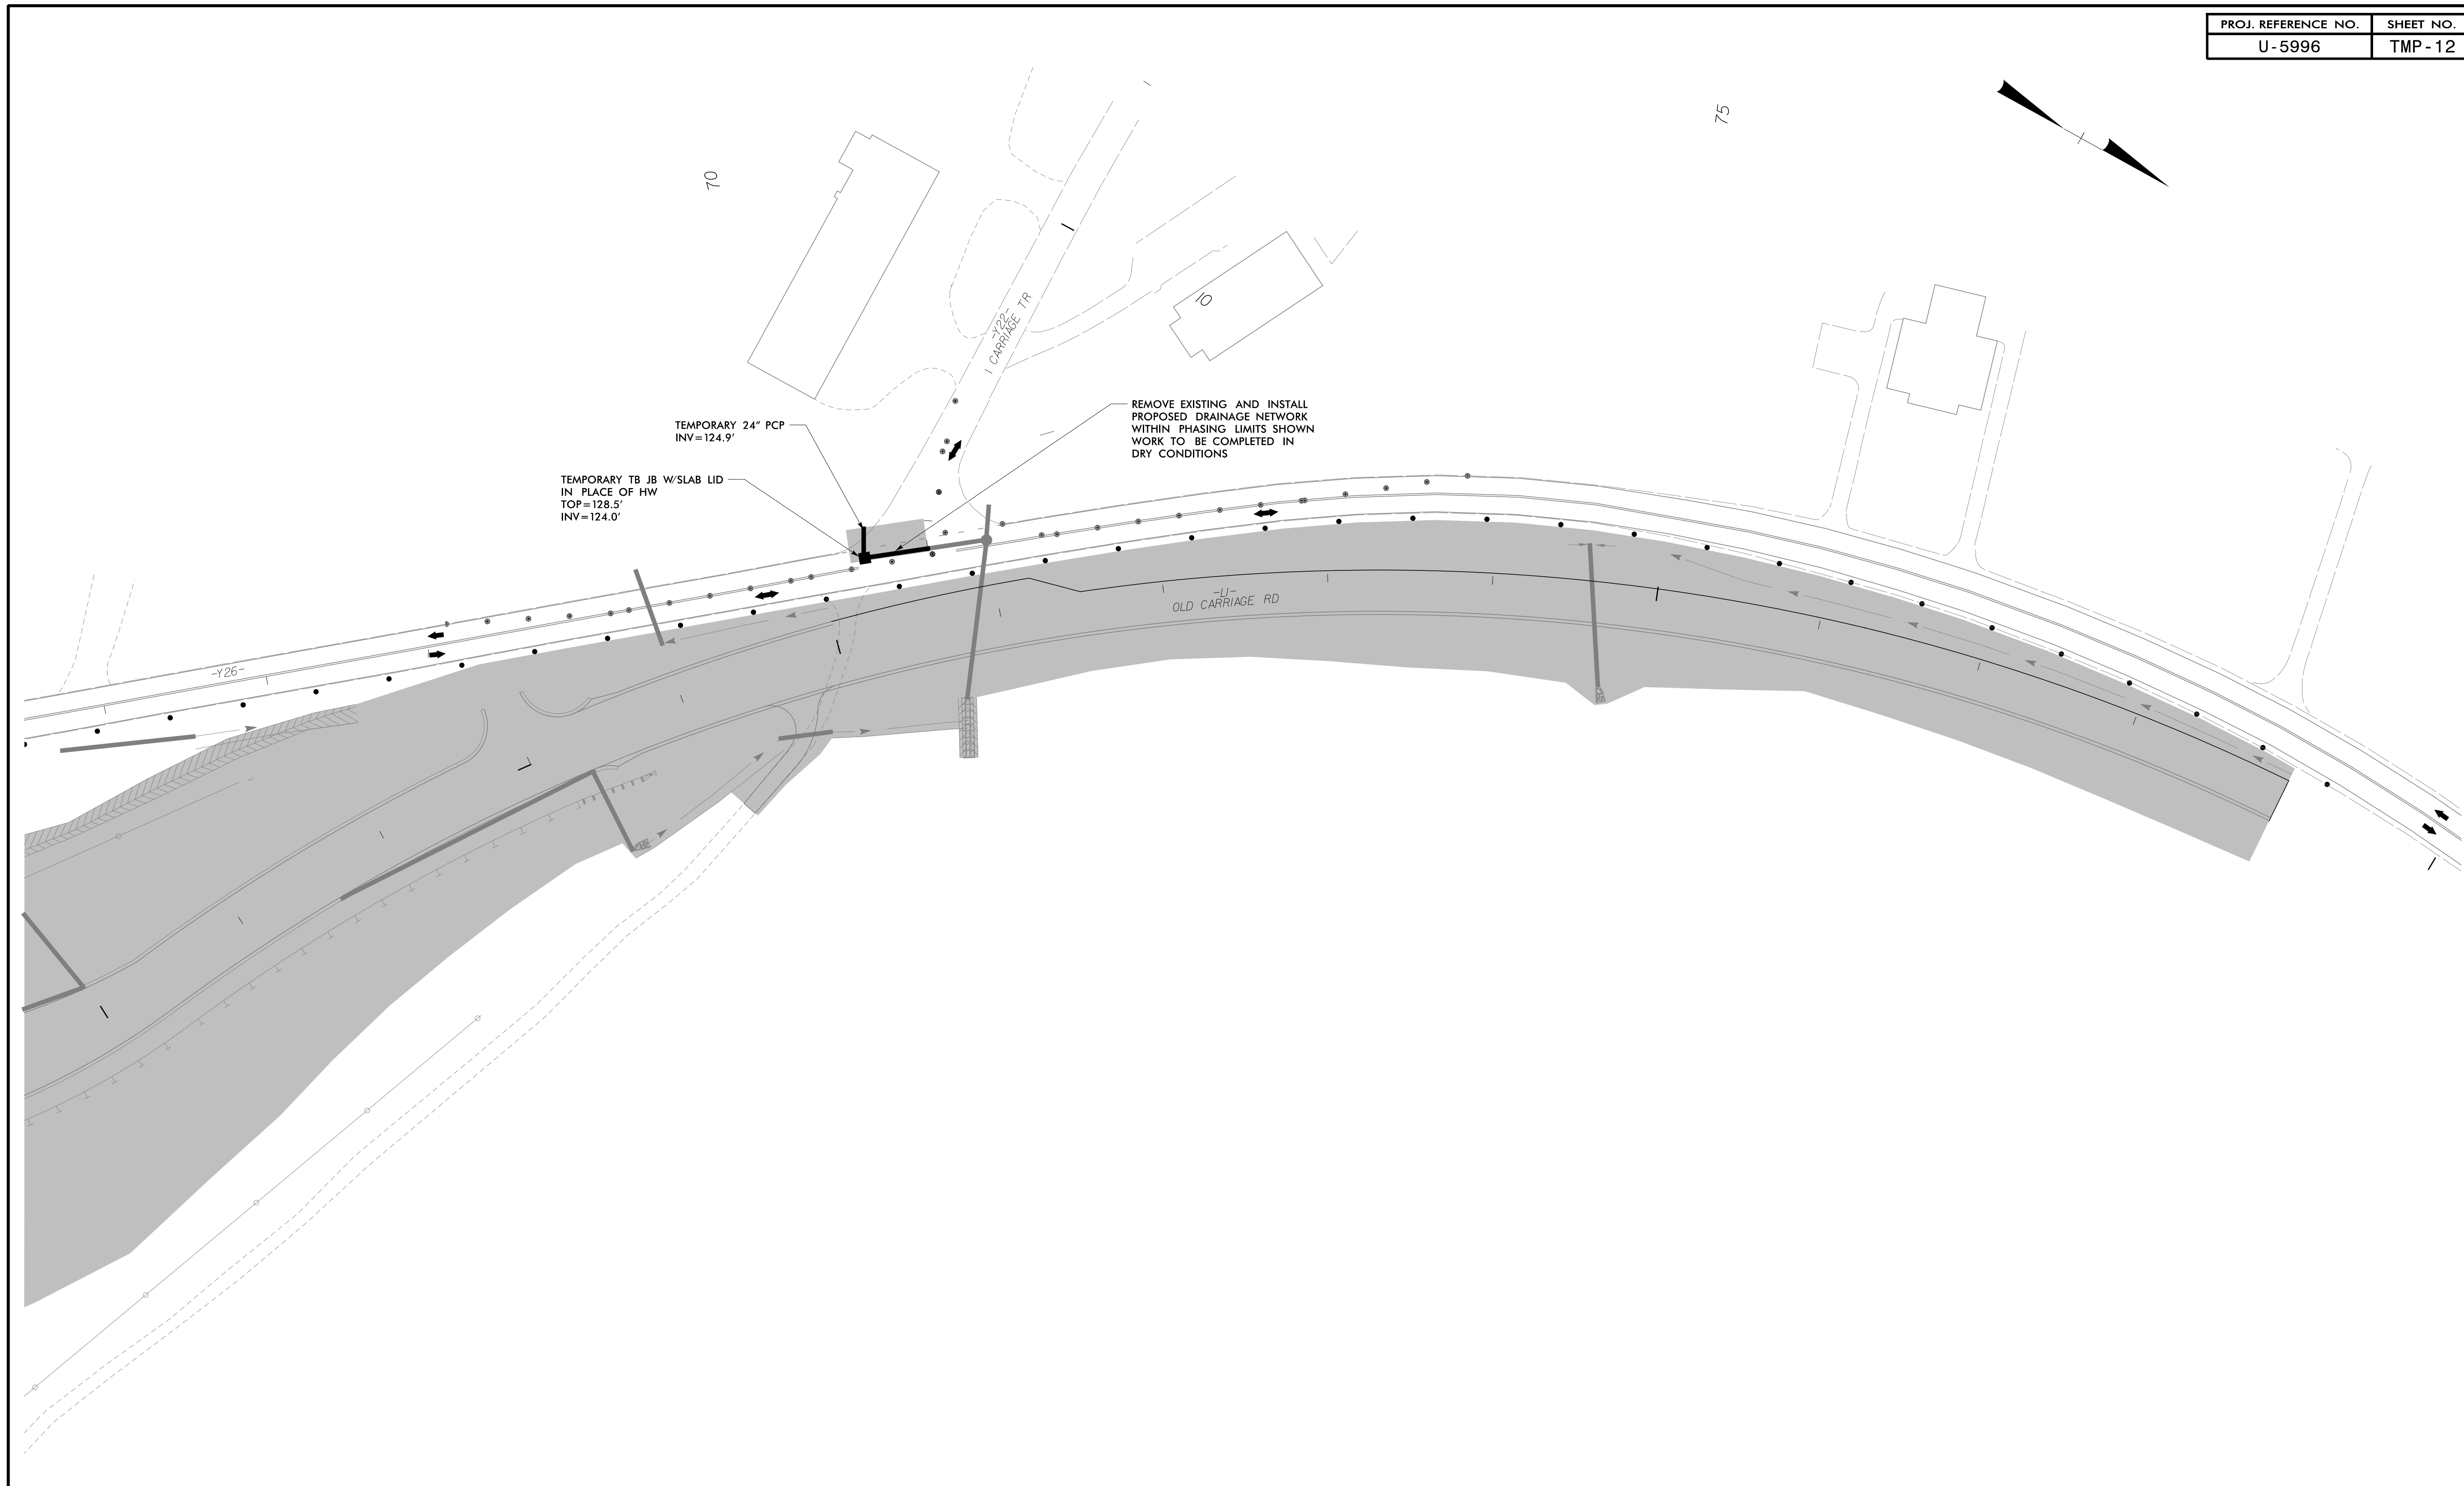 PROJ. REFERENCE NO. SHEET NO.
U-5996 TMP-12
75
70
10
-Y22-
CARRIAGE TR
REMOVE EXISTING AND INSTALL
PROPOSED DRAINAGE NETWORK
WITHIN PHASING LIMITS SHOWN
WORK TO BE COMPLETED IN
DRY CONDITIONS
TEMPORARY 24" PCP
INV=124.9'
TEMPORARY TB JB W/SLAB LID
IN PLACE OF HW
TOP=128.5'
INV=124.0'
-L1-
OLD CARRIAGE RD
-Y26-